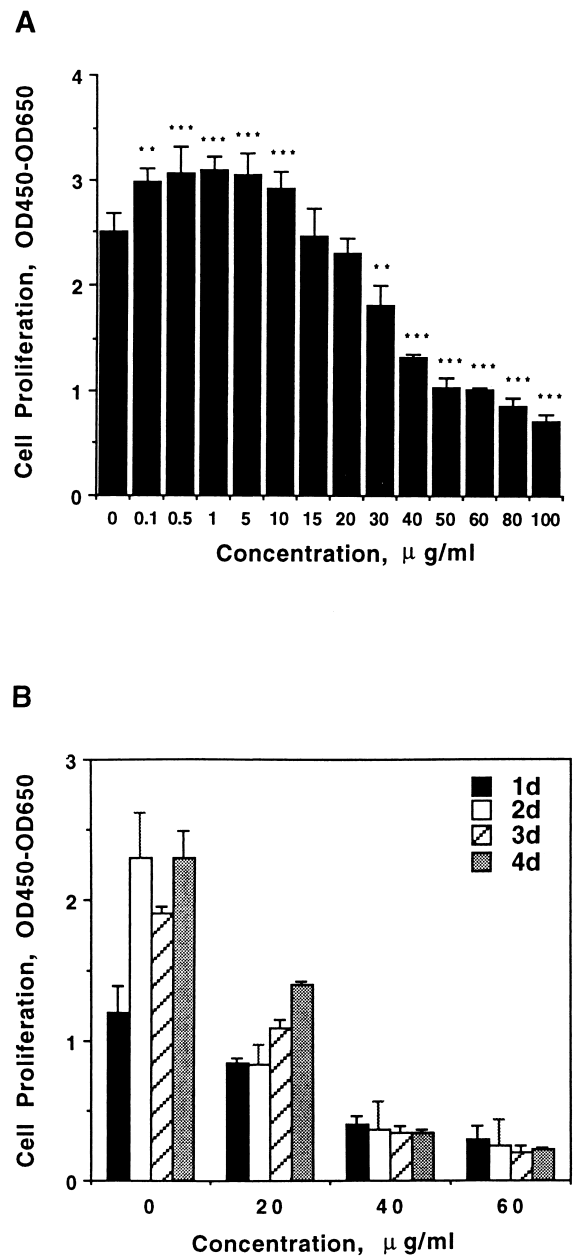 A
Cell Proliferation, OD450-OD650
4
3
2
1
0
** *** *** *** *** ** *** *** *** *** ***
0 0.1 0.5 1 5 10 15 20 30 40 50 60 80 100
Concentration, μ g/ml
B
Cell Proliferation, OD450-OD650
3
2
1
0
1d
2d
3d
4d
0 20 40 60
Concentration, μ g/ml